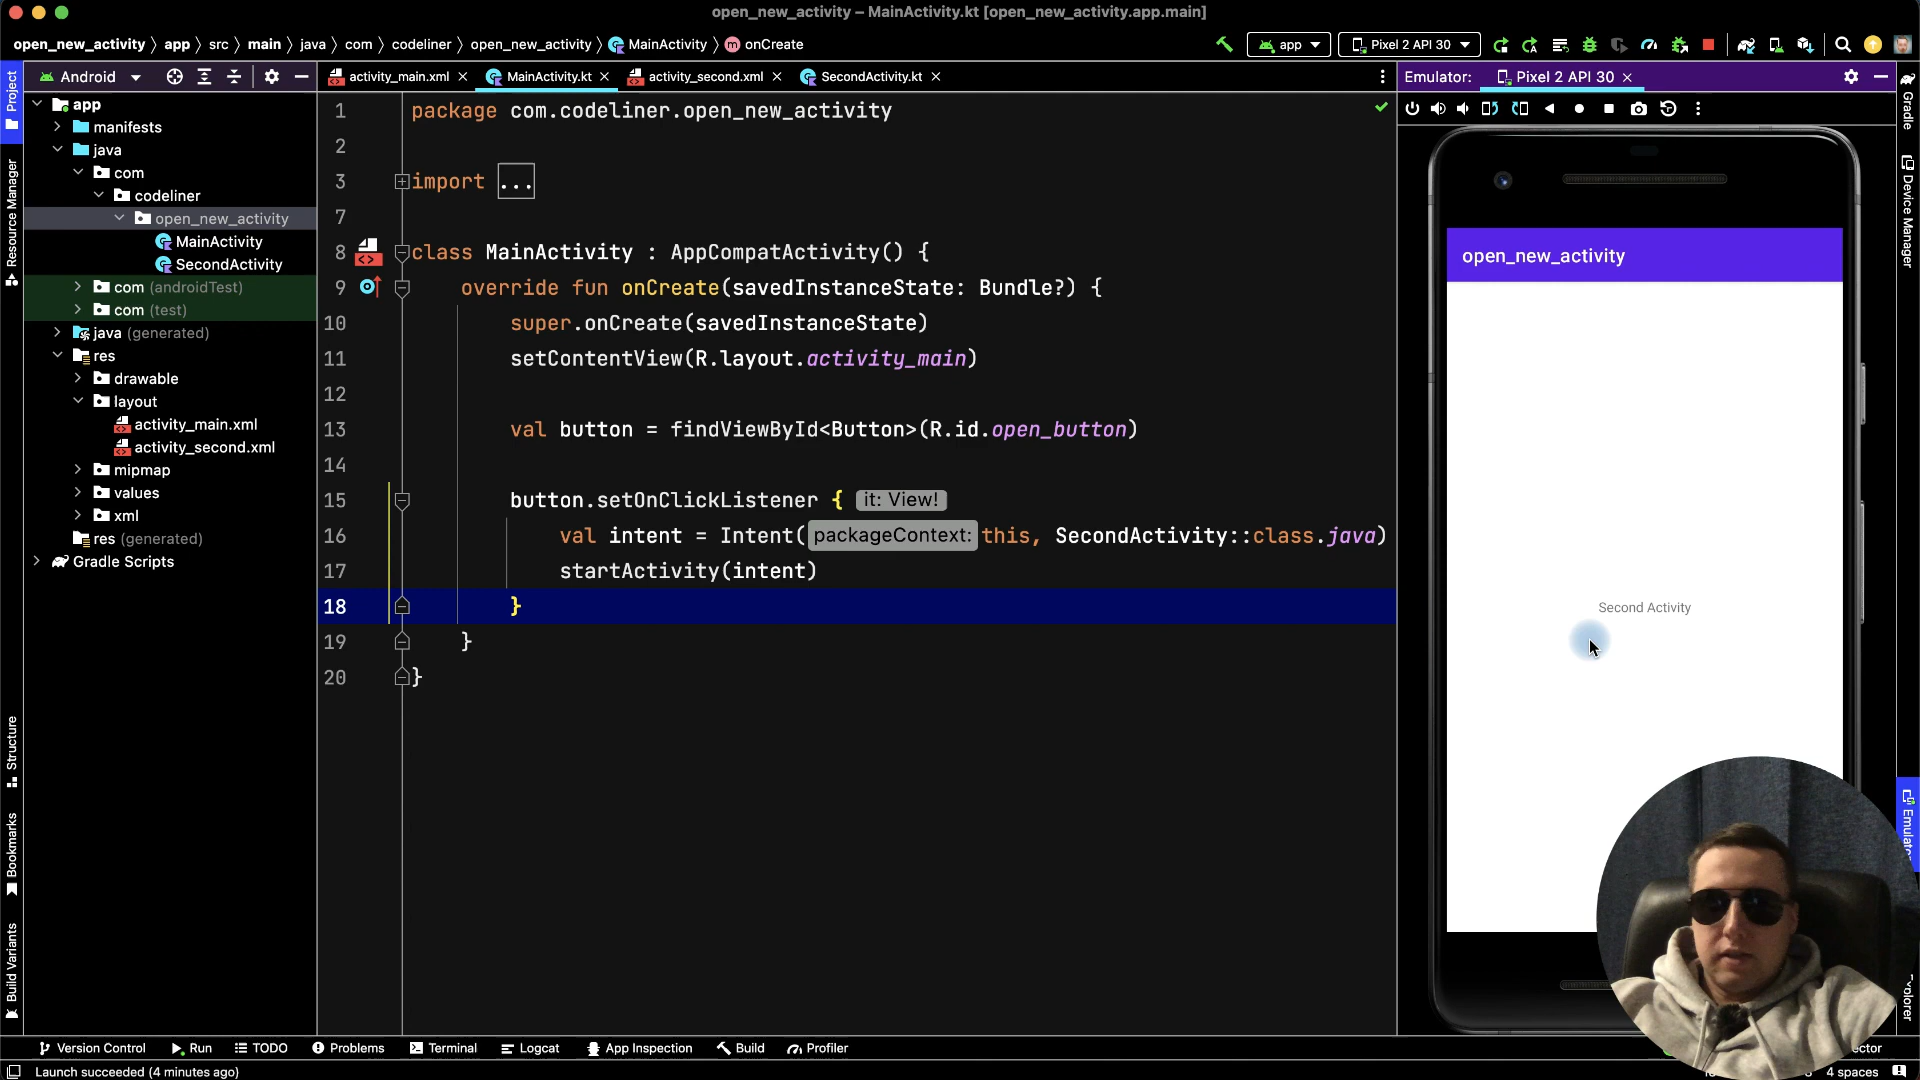 open_new_activity – MainActivity.kt [open_new_activity.app.main]
open_new_activity 〉 app 〉 src 〉 main 〉 java 〉 com 〉 codeliner 〉 open_new_activity 〉 MainActivity 〉 m onCreate
app
Pixel 2 API 30
Project
Resource Manager
Structure
Bookmarks
Build Variants
Android
app
manifests
java
com
codeliner
open_new_activity
MainActivity
SecondActivity
com (androidTest)
com (test)
java (generated)
res
drawable
layout
activity_main.xml
activity_second.xml
mipmap
values
xml
res (generated)
Gradle Scripts
activity_main.xml
MainActivity.kt
activity_second.xml
SecondActivity.kt
1 package com.codeliner.open_new_activity
2
3 import ...
7
8 class MainActivity : AppCompatActivity() {
9 override fun onCreate(savedInstanceState: Bundle?) {
10 super.onCreate(savedInstanceState)
11 setContentView(R.layout.activity_main)
12
13 val button = findViewById<Button>(R.id.open_button)
14
15 button.setOnClickListener { it: View!
16 val intent = Intent( packageContext: this, SecondActivity::class.java)
17 startActivity(intent)
18 }
19 }
20 }
Emulator:
Pixel 2 API 30
open_new_activity
Second Activity
Gradle
Device Manager
Version Control
Run
TODO
Problems
Terminal
Logcat
App Inspection
Build
Profiler
Launch succeeded (4 minutes ago)
4 spaces